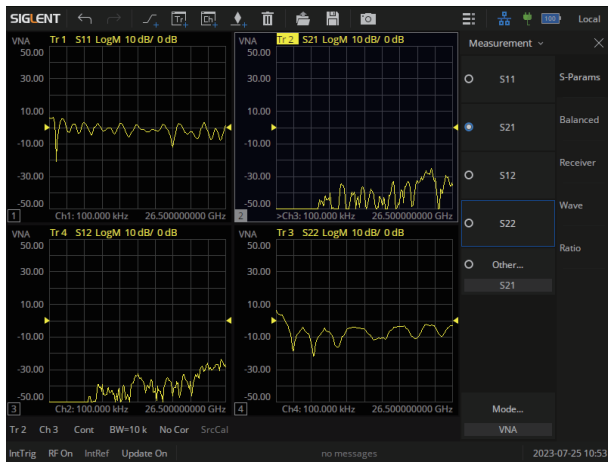 SIGLENT Local
VNA Tr 1 S11 LogM 10 dB/ 0 dB
50.00
30.00
10.00
-10.00
-30.00
-50.00
1 Ch1: 100.000 kHz 26.500000000 GHz
VNA Tr 2 S21 LogM 10 dB/ 0 dB
50.00
30.00
10.00
-10.00
-30.00
-50.00
2 >Ch3: 100.000 kHz 26.500000000 GHz
VNA Tr 4 S12 LogM 10 dB/ 0 dB
50.00
30.00
10.00
-10.00
-30.00
-50.00
3 Ch2: 100.000 kHz 26.500000000 GHz
VNA Tr 3 S22 LogM 10 dB/ 0 dB
50.00
30.00
10.00
-10.00
-30.00
-50.00
4 Ch4: 100.000 kHz 26.500000000 GHz
Measurement
S11
S21
S12
S22
Other...
S21
Mode...
VNA
S-Params
Balanced
Receiver
Wave
Ratio
Tr 2 Ch 3 Cont BW=10 k No Cor SrcCal
IntTrig RF On IntRef Update On no messages 2023-07-25 10:53